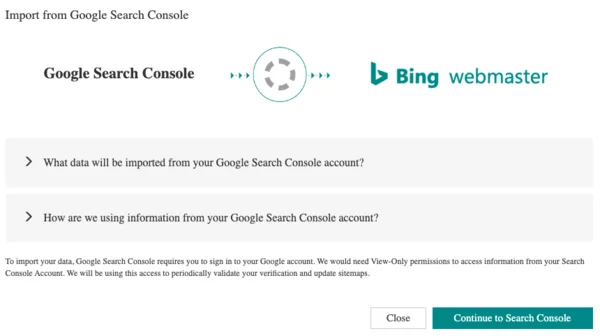 Import from Google Search Console
Google Search Console
Bing webmaster
What data will be imported from your Google Search Console account?
How are we using information from your Google Search Console account?
To import your data, Google Search Console requires you to sign in to your Google account. We would need View-Only permissions to access information from your Search
Console Account. We will be using this access to periodically validate your verification and update sitemaps.
Close
Continue to Search Console